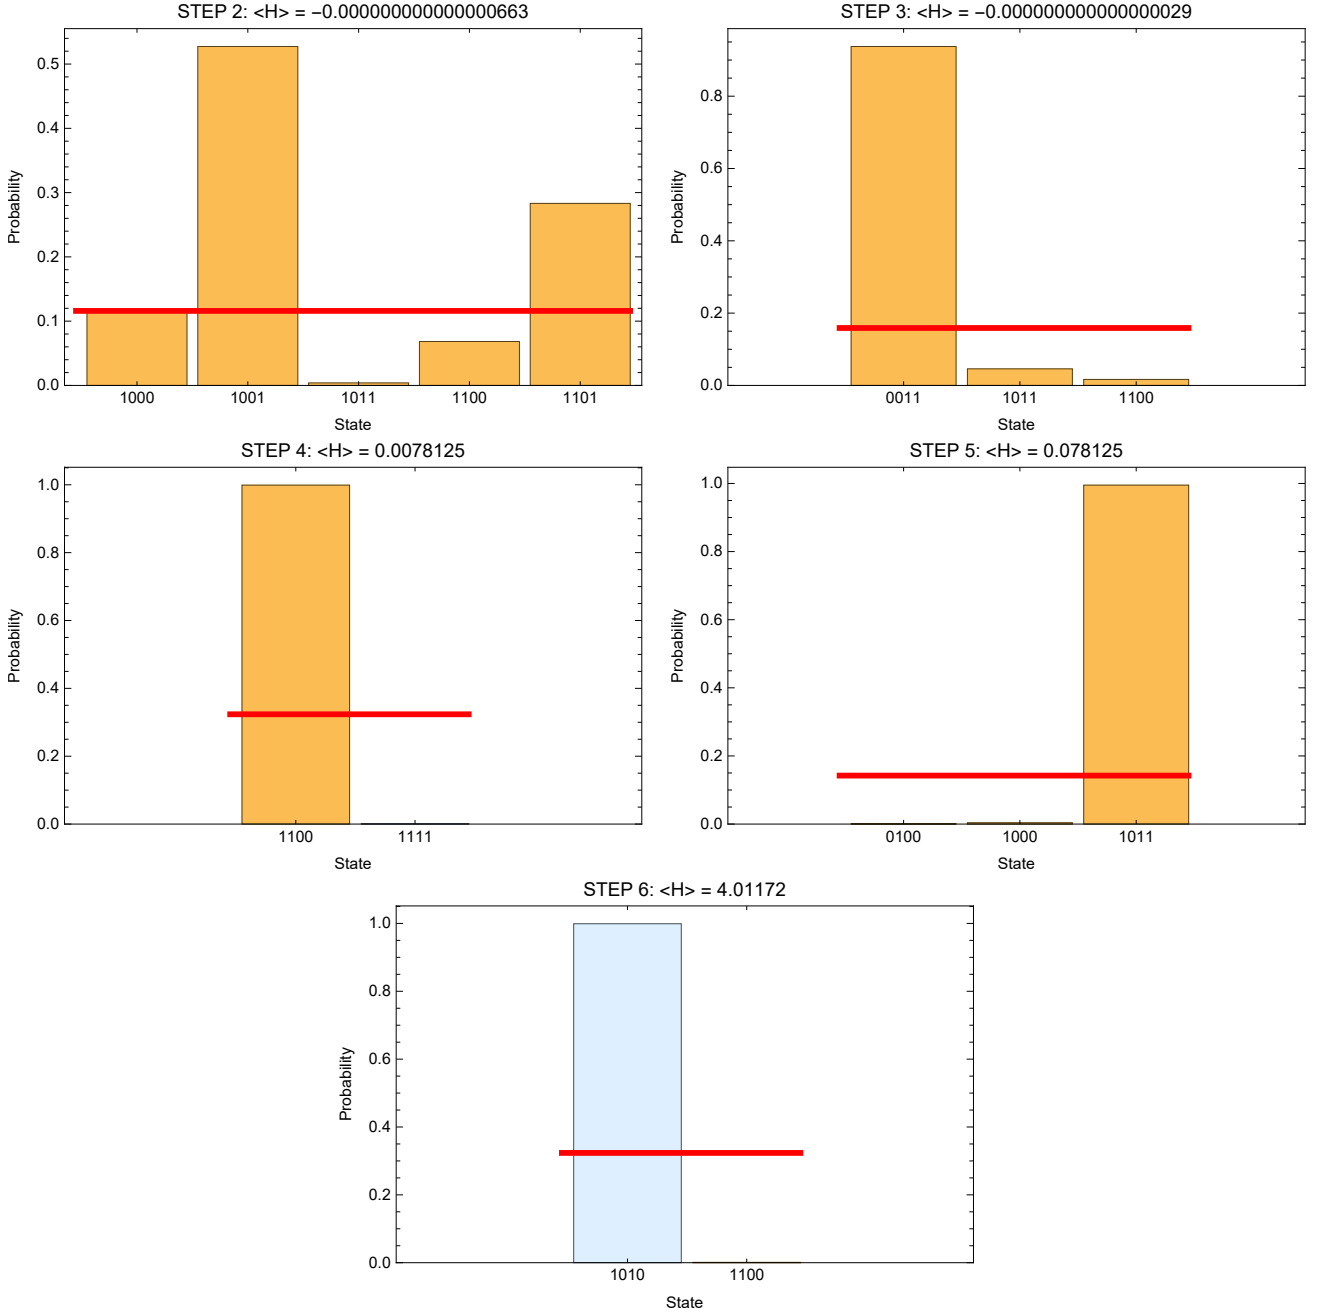 STEP 2: <H> = −0.000000000000000663
0.5
0.4
0.3
0.2
0.1
0.0
Probability
1000 1001 1011 1100 1101
State
STEP 3: <H> = −0.000000000000000029
0.8
0.6
0.4
0.2
0.0
Probability
0011 1011 1100
State
STEP 4: <H> = 0.0078125
1.0
0.8
0.6
0.4
0.2
0.0
Probability
1100 1111
State
STEP 5: <H> = 0.078125
1.0
0.8
0.6
0.4
0.2
0.0
Probability
0100 1000 1011
State
STEP 6: <H> = 4.01172
1.0
0.8
0.6
0.4
0.2
0.0
Probability
1010 1100
State